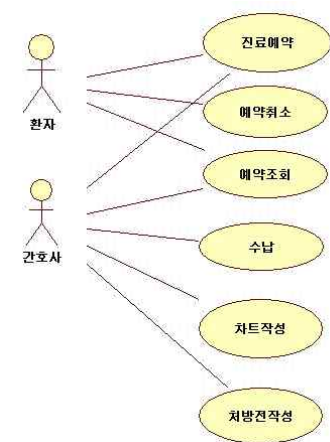 진료예약
환자
예약취소
예약조회
간호사
수납
차트작성
처방전작성